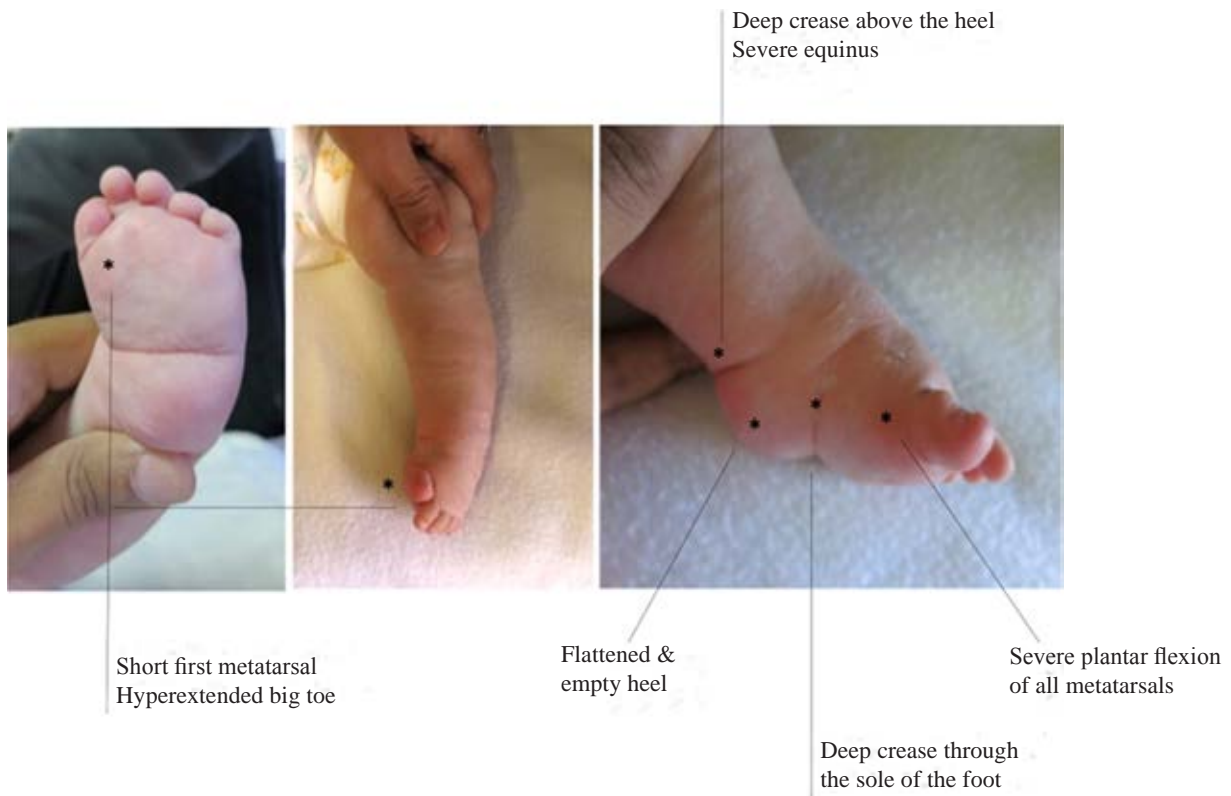 Deep crease above the heel
Severe equinus
Short first metatarsal
Hyperextended big toe
Flattened &
empty heel
Severe plantar flexion
of all metatarsals
Deep crease through
the sole of the foot